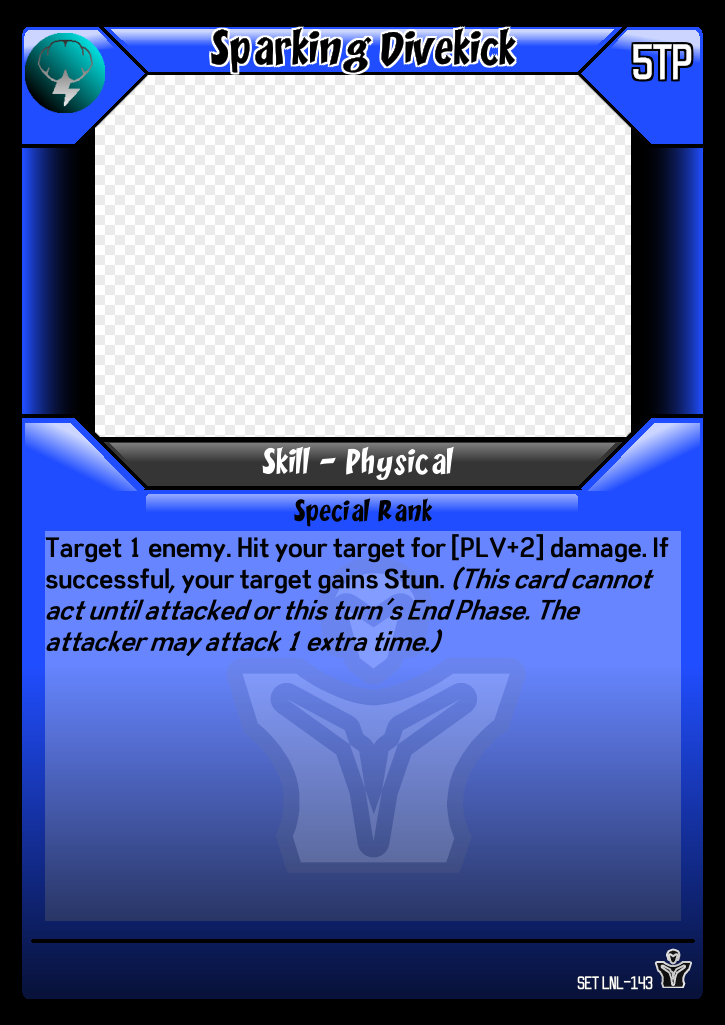 Sparking Divekick
5TP
Skill - Physical
Special Rank
Target 1 enemy. Hit your target for [PLV+2] damage. If
successful, your target gains Stun. (This card cannot
act until attacked or this turn's End Phase. The
attacker may attack 1 extra time.)
SET LNL-143